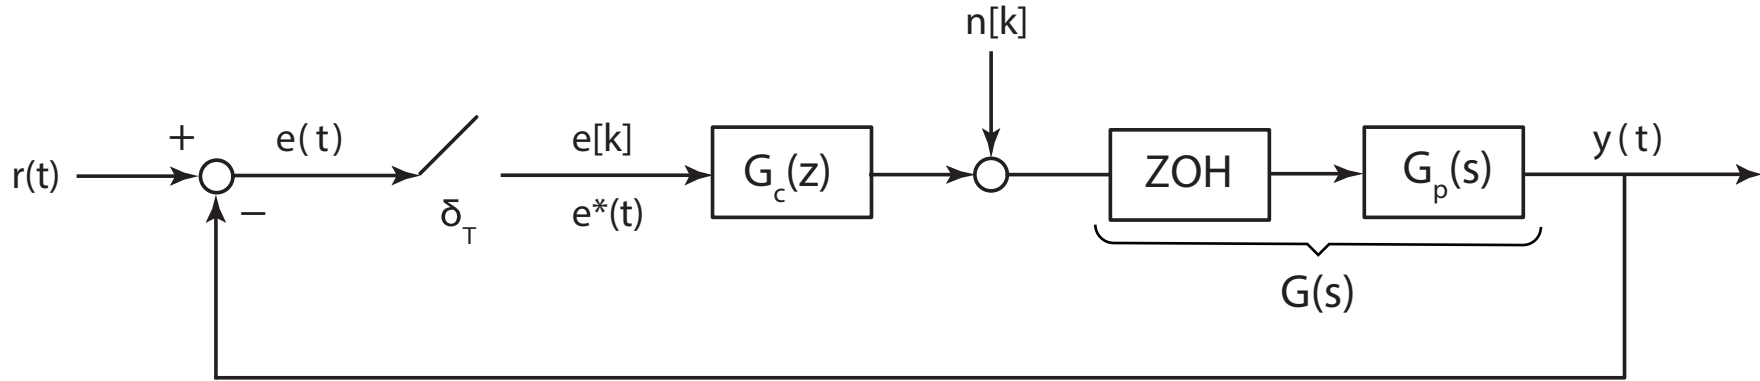 n[k]
+
e(t)
e[k]
y(t)
r(t)
G_c(z)
ZOH
G_p(s)
−
δ_T
e*(t)
G(s)